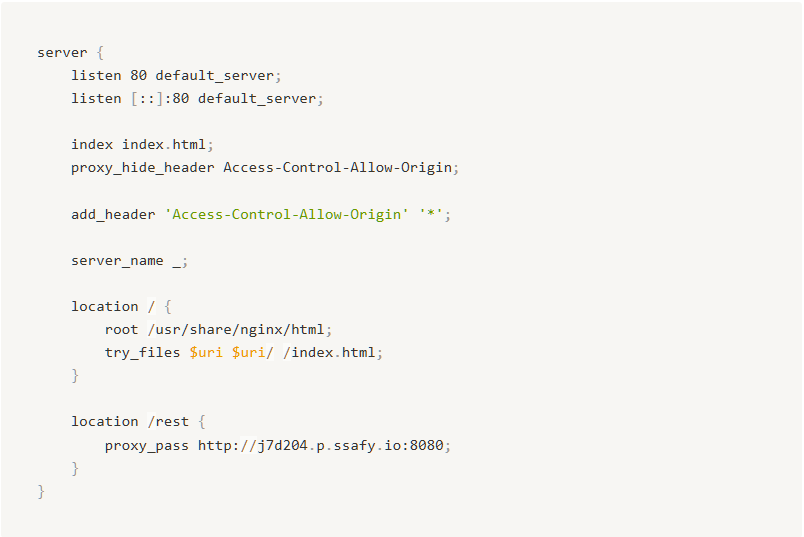 server {
    listen 80 default_server;
    listen [::]:80 default_server;

    index index.html;
    proxy_hide_header Access-Control-Allow-Origin;

    add_header 'Access-Control-Allow-Origin' '*';

    server_name _;

    location / {
        root /usr/share/nginx/html;
        try_files $uri $uri/ /index.html;
    }

    location /rest {
        proxy_pass http://j7d204.p.ssafy.io:8080;
    }
}